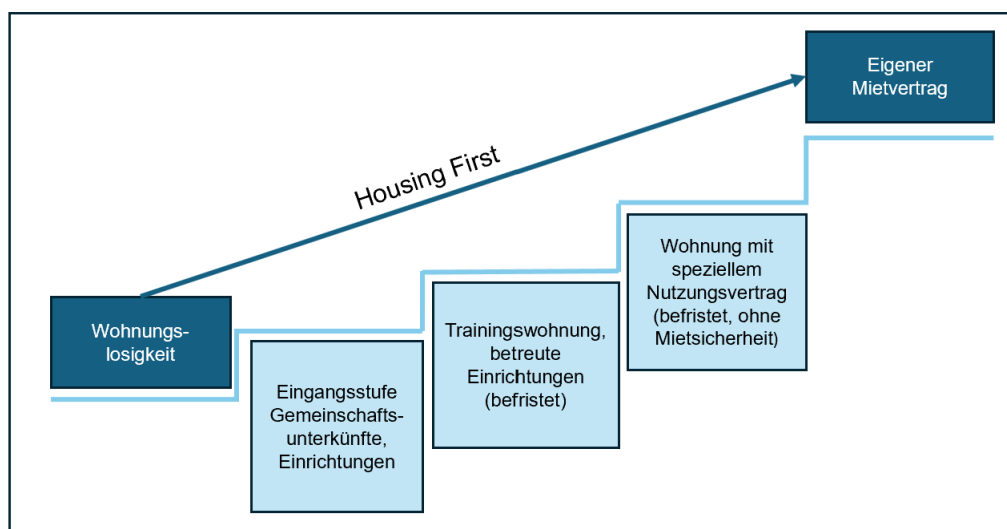 Eigener
Mietvertrag
Housing First
Wohnungs-
losigkeit
Eingangsstufe
Gemeinschafts-
unterkünfte,
Einrichtungen
Trainingswohnung,
betreute
Einrichtungen
(befristet)
Wohnung mit
speziellem
Nutzungsvertrag
(befristet, ohne
Mietsicherheit)